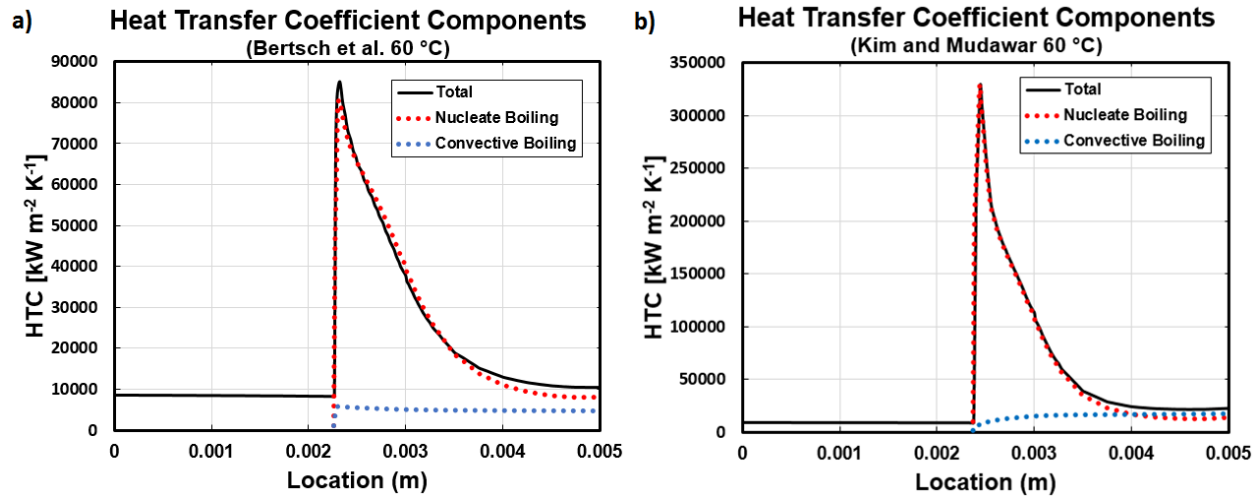 a)
Heat Transfer Coefficient Components
(Bertsch et al. 60 °C)
90000
80000
70000
60000
50000
40000
30000
20000
10000
0
HTC [kW m-2 K-1]
Total
Nucleate Boiling
Convective Boiling
0 0.001 0.002 0.003 0.004 0.005
Location (m)
b)
Heat Transfer Coefficient Components
(Kim and Mudawar 60 °C)
350000
300000
250000
200000
150000
100000
50000
0
HTC [kW m-2 K-1]
Total
Nucleate Boiling
Convective Boiling
0 0.001 0.002 0.003 0.004 0.005
Location (m)